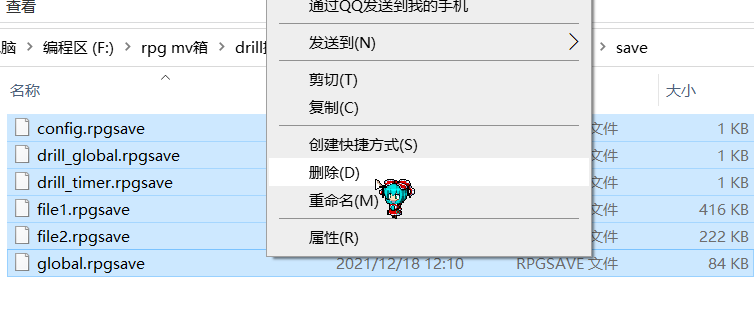 查看
通过QQ发送到我的手机
脑 > 编程区 (F:) > rpg mv箱 > drill > save
发送到(N)
剪切(T)
名称 大小
复制(C)
config.rpgsave 文件 1 KB
创建快捷方式(S)
drill_global.rpgsave 文件 1 KB
删除(D)
drill_timer.rpgsave 文件 1 KB
重命名(M)
file1.rpgsave 文件 416 KB
file2.rpgsave 文件 222 KB
属性(R)
global.rpgsave 2021/12/18 12:10 RPGSAVE 文件 84 KB